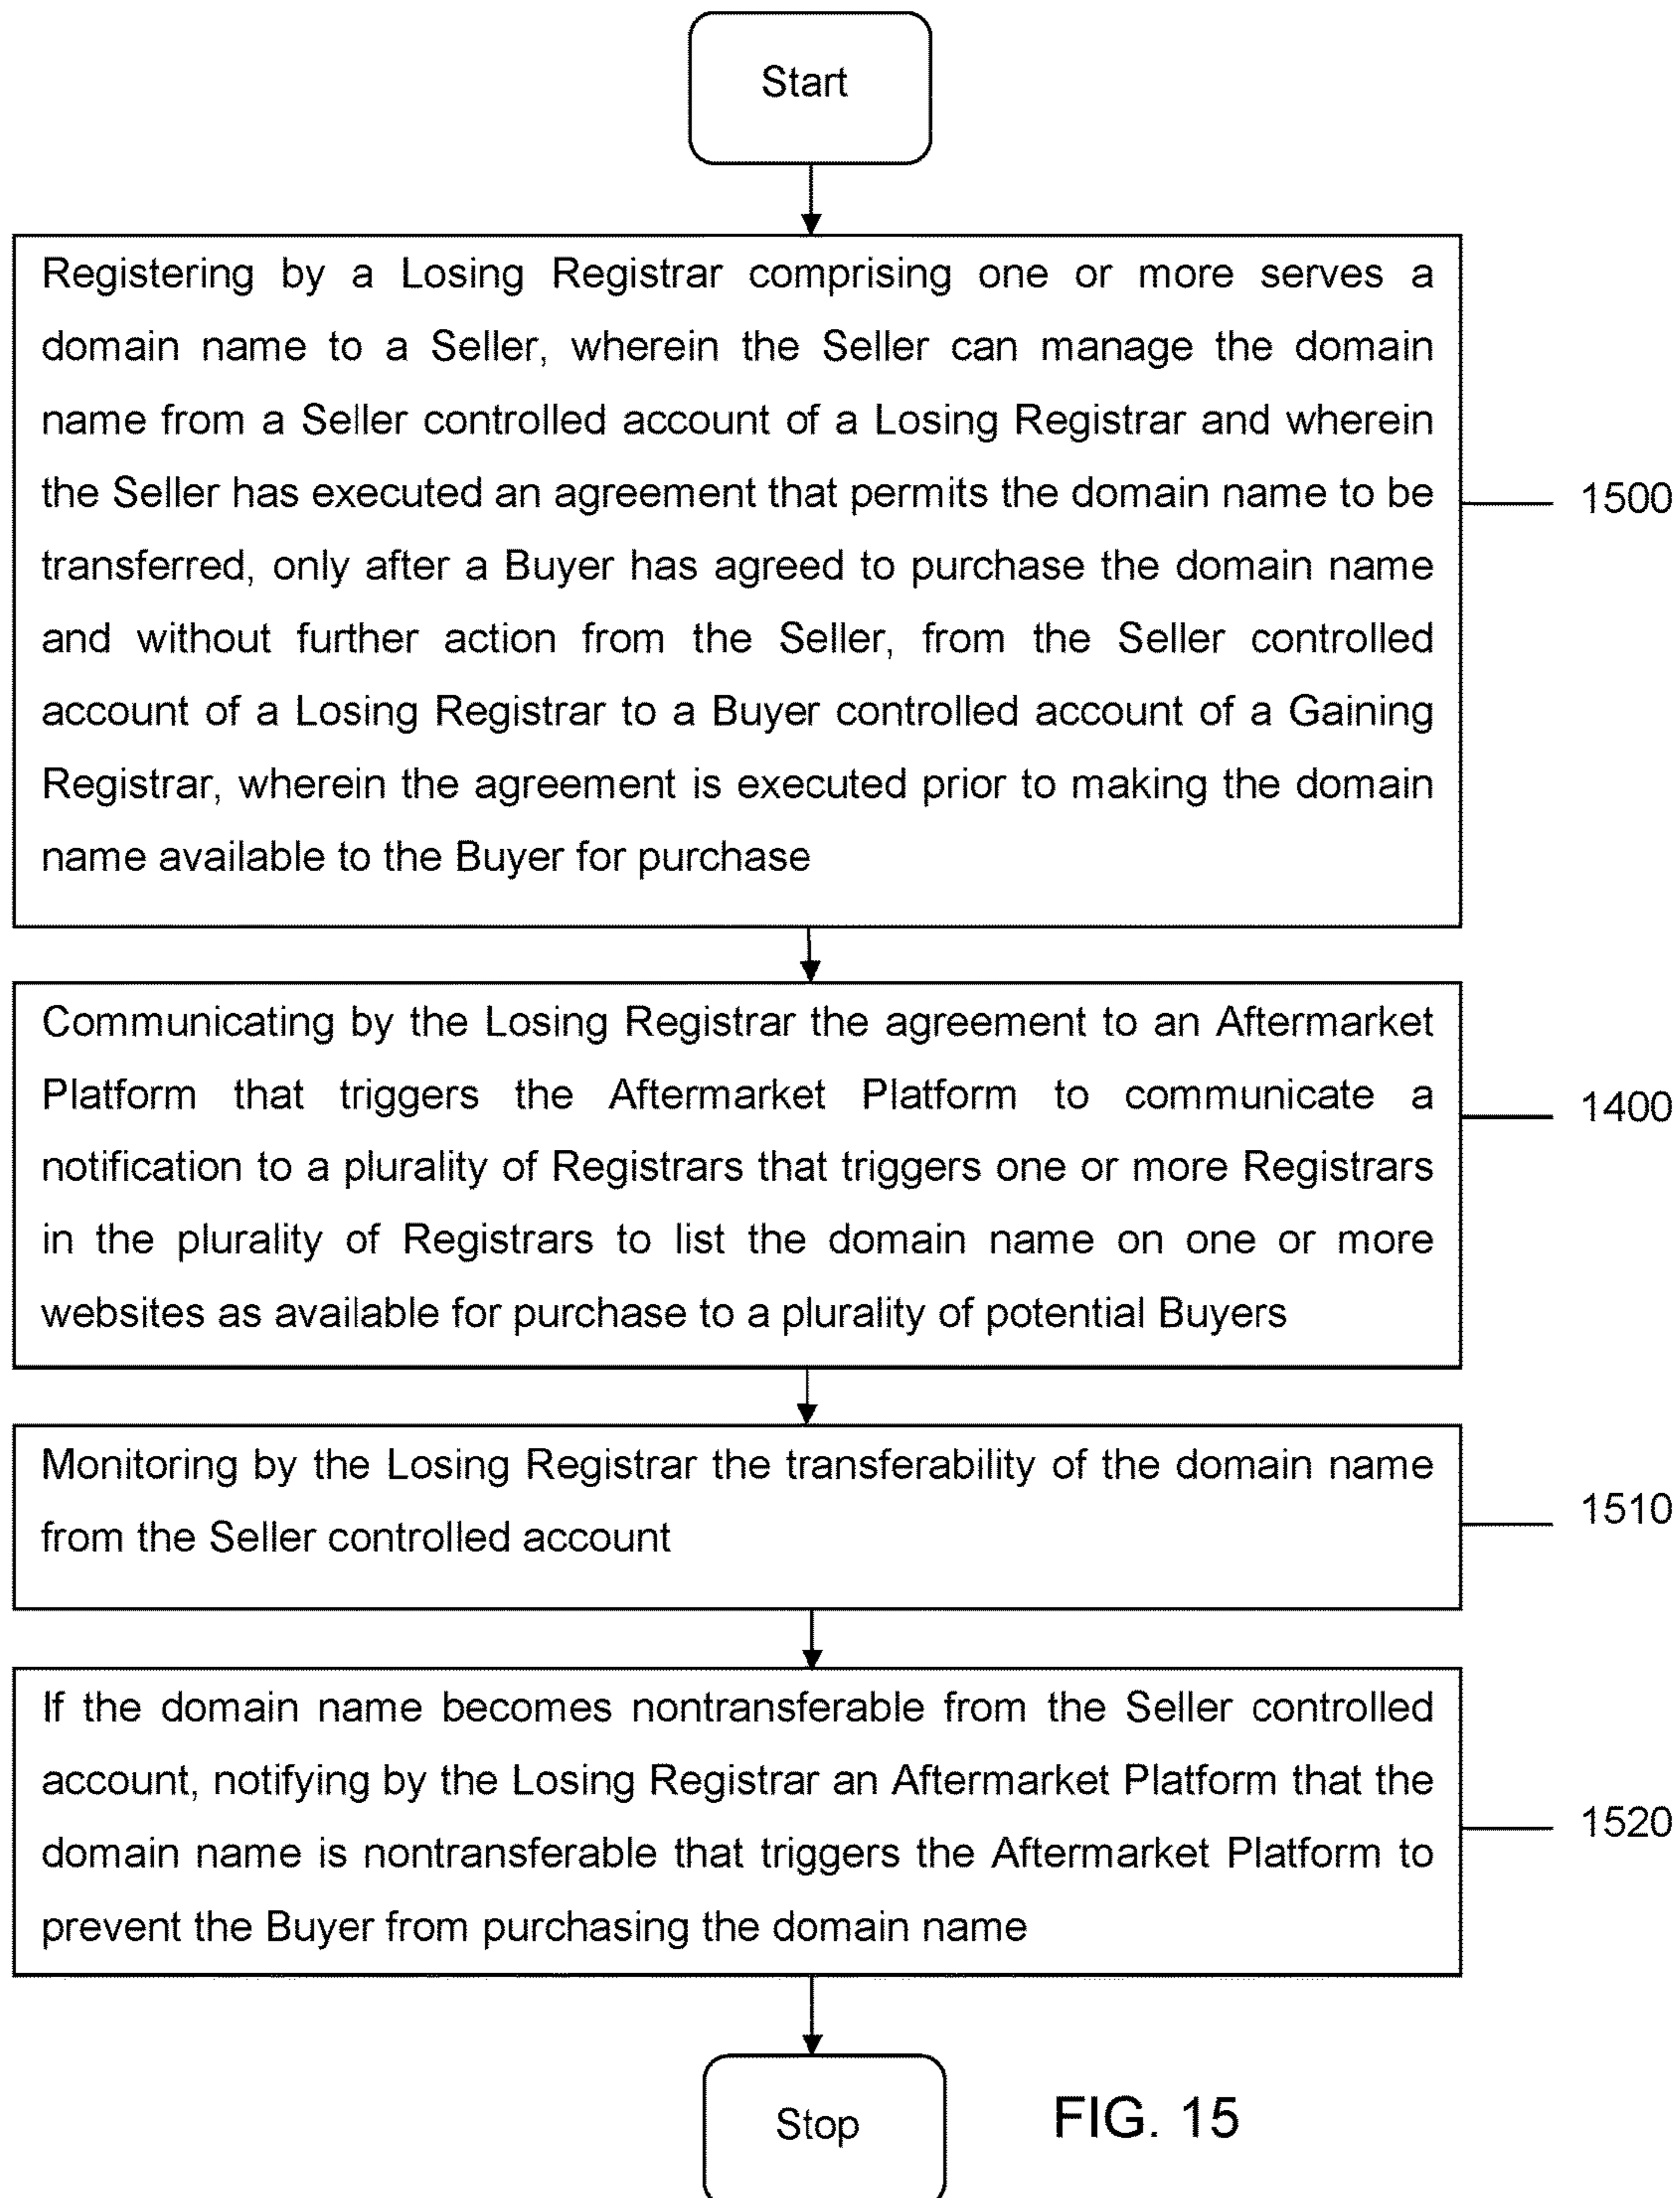 Start
Registering by a Losing Registrar comprising one or more serves a
domain name to a Seller, wherein the Seller can manage the domain
name from a Seller controlled account of a Losing Registrar and wherein
the Seller has executed an agreement that permits the domain name to be
transferred, only after a Buyer has agreed to purchase the domain name
and without further action from the Seller, from the Seller controlled
account of a Losing Registrar to a Buyer controlled account of a Gaining
Registrar, wherein the agreement is executed prior to making the domain
name available to the Buyer for purchase
1500
Communicating by the Losing Registrar the agreement to an Aftermarket
Platform that triggers the Aftermarket Platform to communicate a
notification to a plurality of Registrars that triggers one or more Registrars
in the plurality of Registrars to list the domain name on one or more
websites as available for purchase to a plurality of potential Buyers
1400
Monitoring by the Losing Registrar the transferability of the domain name
from the Seller controlled account
1510
If the domain name becomes nontransferable from the Seller controlled
account, notifying by the Losing Registrar an Aftermarket Platform that the
domain name is nontransferable that triggers the Aftermarket Platform to
prevent the Buyer from purchasing the domain name
1520
Stop
FIG. 15